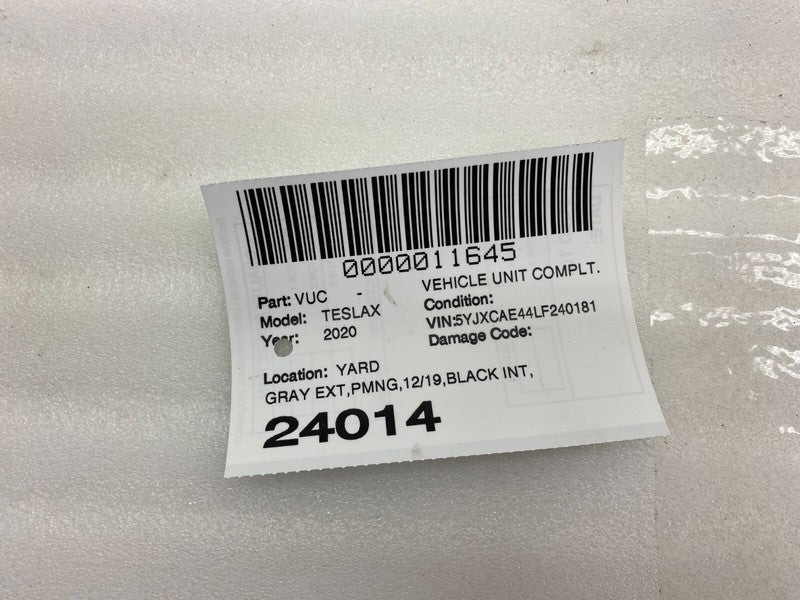 0000011645
Part: VUC - VEHICLE UNIT COMPLT.
Model: TESLAX Condition:
Year: 2020 VIN:5YJXCAE44LF240181
Damage Code:
Location: YARD
GRAY EXT,PMNG,12/19,BLACK INT,
24014